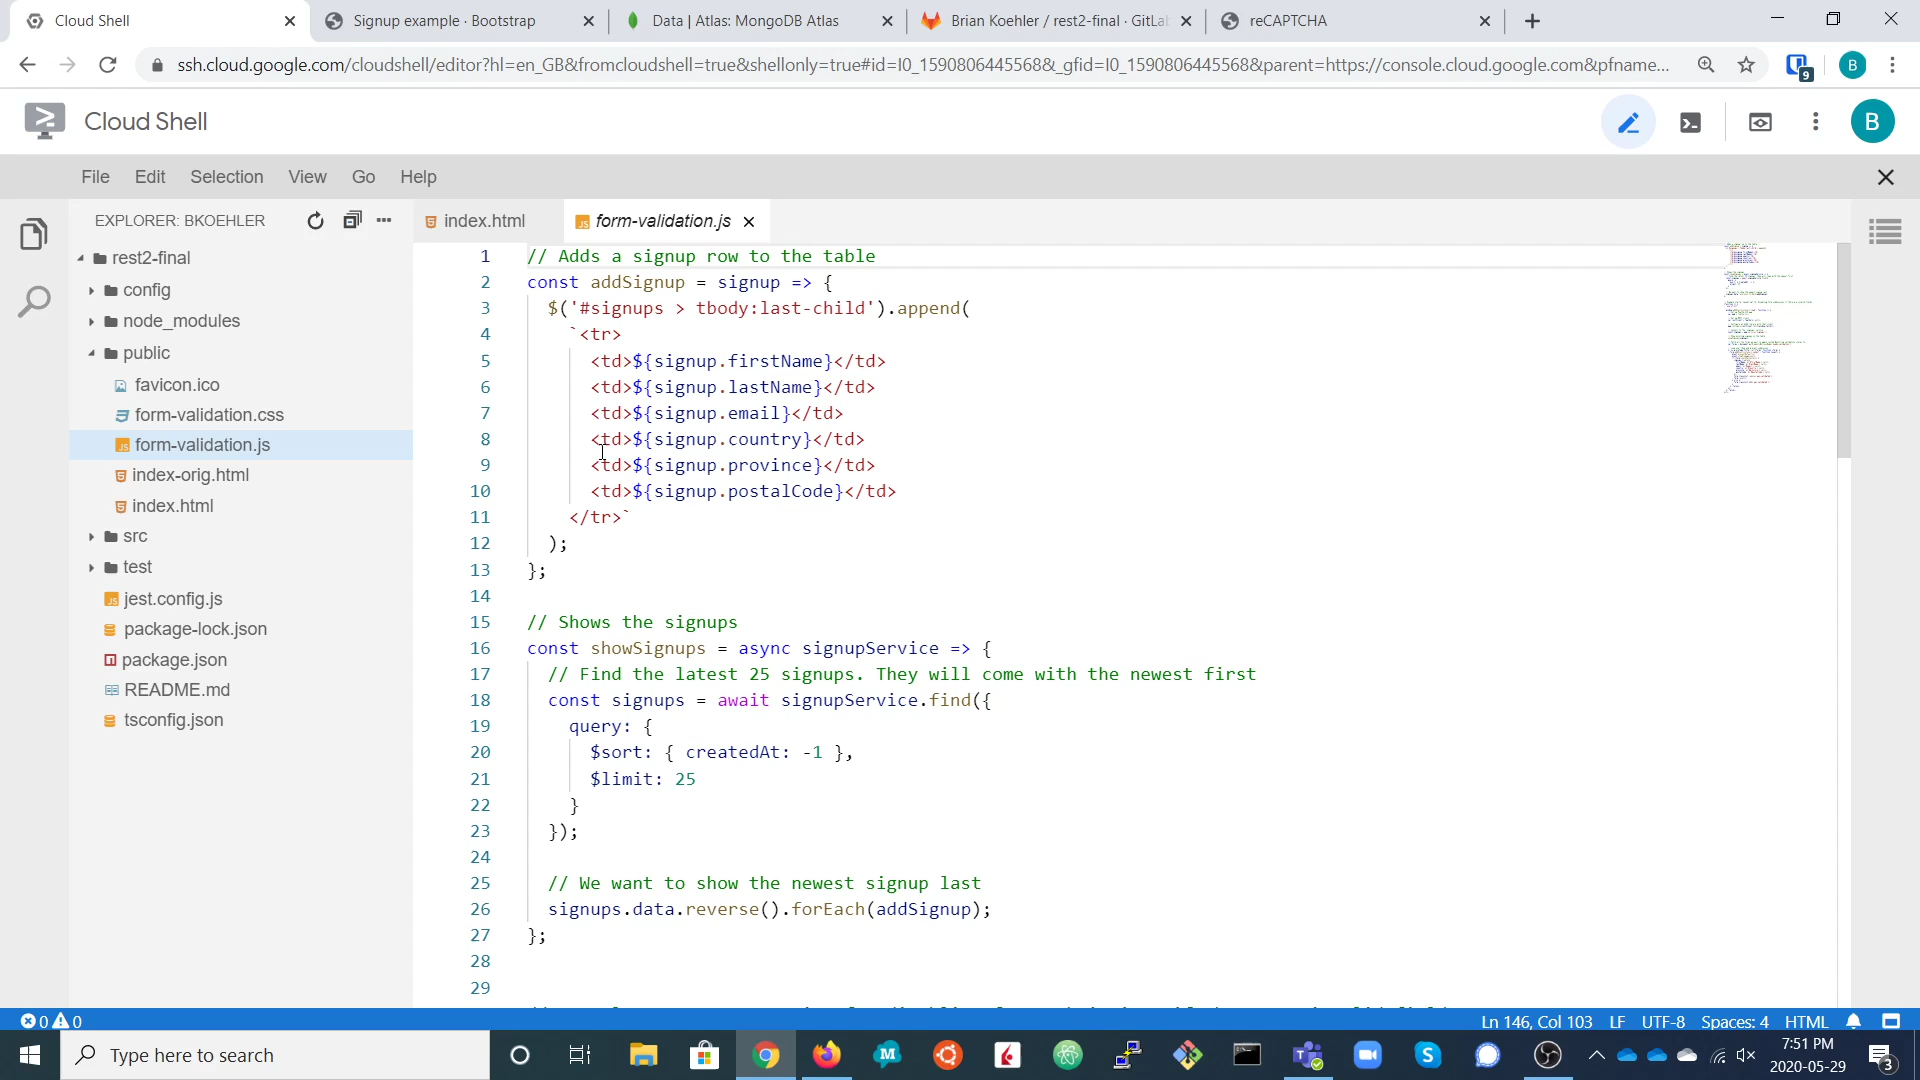 Cloud Shell
Signup example · Bootstrap
Data | Atlas: MongoDB Atlas
Brian Koehler / rest2-final · GitLab
reCAPTCHA
ssh.cloud.google.com/cloudshell/editor?hl=en_GB&fromcloudshell=true&shellonly=true#id=I0_1590806445568&_gfid=I0_1590806445568&parent=https://console.cloud.google.com&pfname...
9
B
Cloud Shell
B
File Edit Selection View Go Help
EXPLORER: BKOEHLER
rest2-final
config
node_modules
public
favicon.ico
form-validation.css
form-validation.js
index-orig.html
index.html
src
test
jest.config.js
package-lock.json
package.json
README.md
tsconfig.json
index.html
form-validation.js
1 // Adds a signup row to the table
2 const addSignup = signup => {
3 $('#signups > tbody:last-child').append(
4 `<tr>
5 <td>${signup.firstName}</td>
6 <td>${signup.lastName}</td>
7 <td>${signup.email}</td>
8 <td>${signup.country}</td>
9 <td>${signup.province}</td>
10 <td>${signup.postalCode}</td>
11 </tr>`
12 );
13 };
14
15 // Shows the signups
16 const showSignups = async signupService => {
17 // Find the latest 25 signups. They will come with the newest first
18 const signups = await signupService.find({
19 query: {
20 $sort: { createdAt: -1 },
21 $limit: 25
22 }
23 });
24
25 // We want to show the newest signup last
26 signups.data.reverse().forEach(addSignup);
27 };
28
29
0 0
Ln 146, Col 103 LF UTF-8 Spaces: 4 HTML
Type here to search
7:51 PM
2020-05-29
3